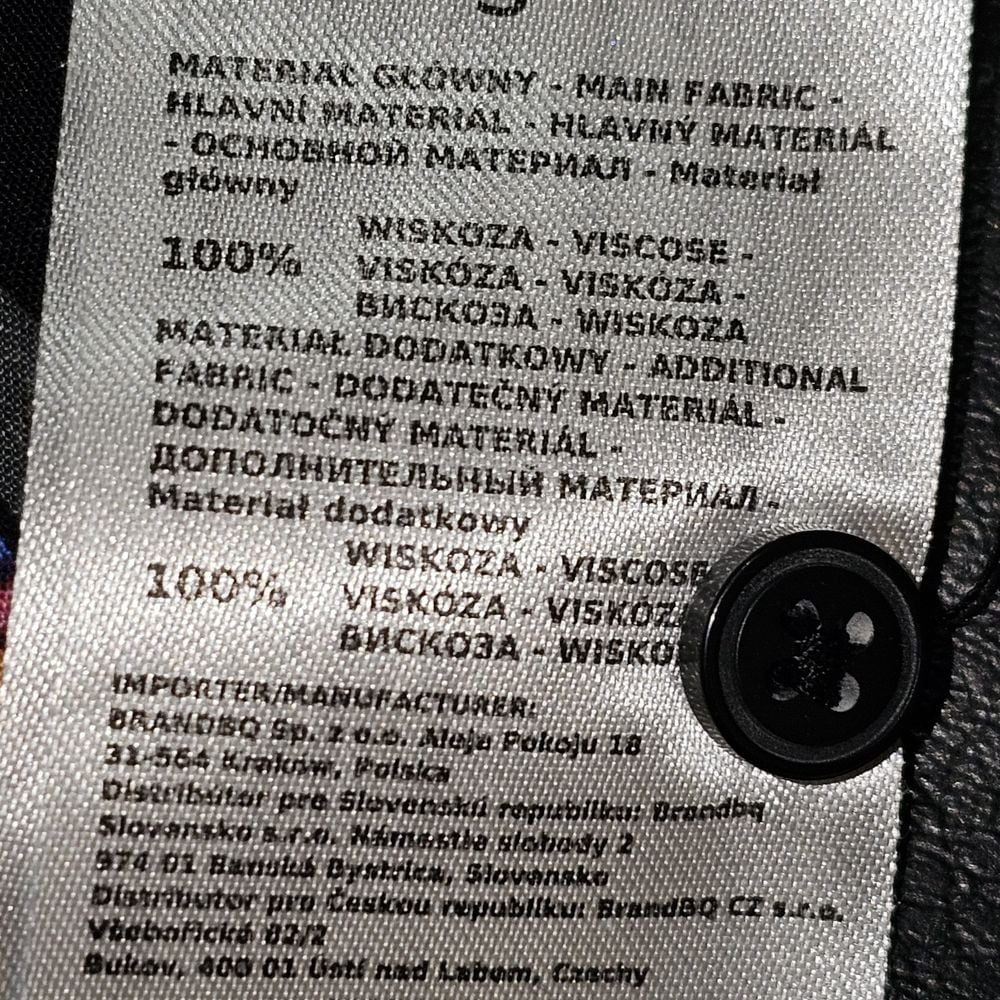 MATERIAŁ GŁÓWNY - MAIN FABRIC -
HLAVNÍ MATERIÁL - HLAVNÝ MATERIÁL
- ОСНОВНОЙ МАТЕРИАЛ - Materiał
główny
100% WISKOZA - VISCOSE -
VISKÓZA - VISKÓZA -
ВИСКОЗА - WISKOZA
MATERIAŁ DODATKOWY - ADDITIONAL
FABRIC - DODATEČNÝ MATERIÁL -
DODATOČNÝ MATERIÁL -
ДОПОЛНИТЕЛЬНЫЙ МАТЕРИАЛ -
Materiał dodatkowy
100% WISKOZA - VISCOSE
VISKÓZA - VISKÓZ
ВИСКОЗА - WISKO
IMPORTER/MANUFACTURER:
BRANDBQ Sp. z o.o. Aleja Pokoju 18
31-564 Kraków, Polska
Distribútor pre Slovenskú republiku: Brandbq
Slovensko s.r.o. Námestie slobody 2
974 01 Banská Bystrica, Slovensko
Distributor pro Českou republiku: BrandBQ CZ s.r.o.
Všebořická 82/2
Bukov, 400 01 Ústí nad Labem, Czechy